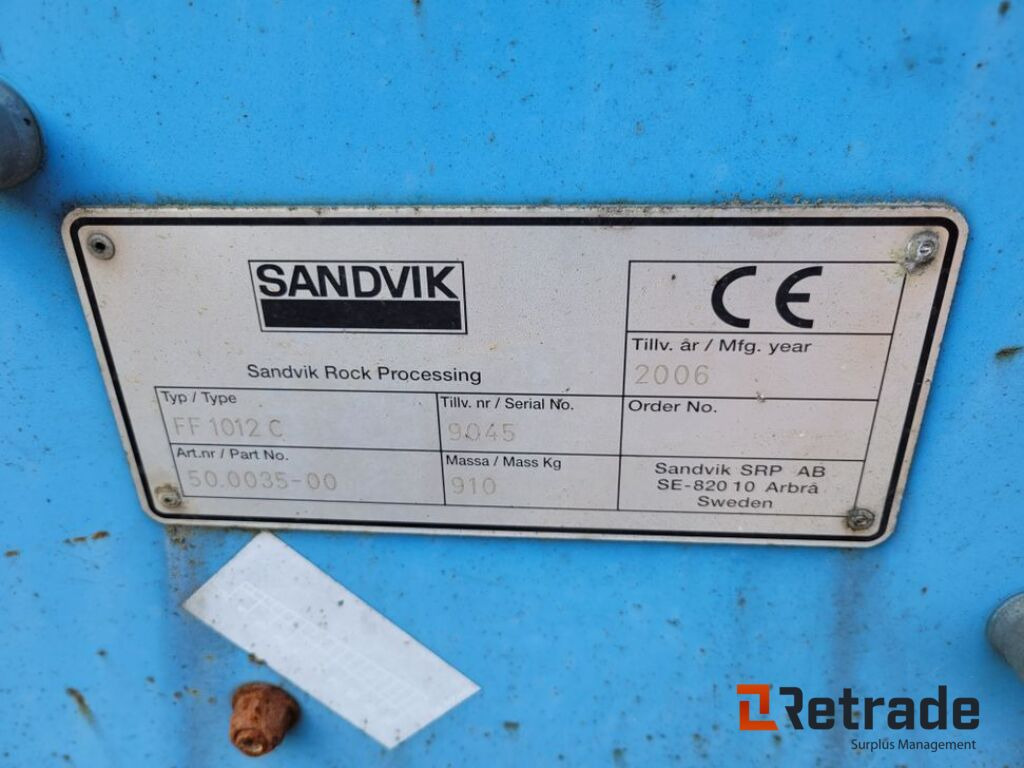 SANDVIK
CE
Sandvik Rock Processing
Tillv. år / Mfg. year
2006
Typ / Type
FF 1012 C
Tillv. nr / Serial No.
9045
Order No.
Art.nr / Part No.
50.0035-00
Massa / Mass Kg
910
Sandvik SRP AB
SE-820 10 Arbrå
Sweden
Retrade
Surplus Management